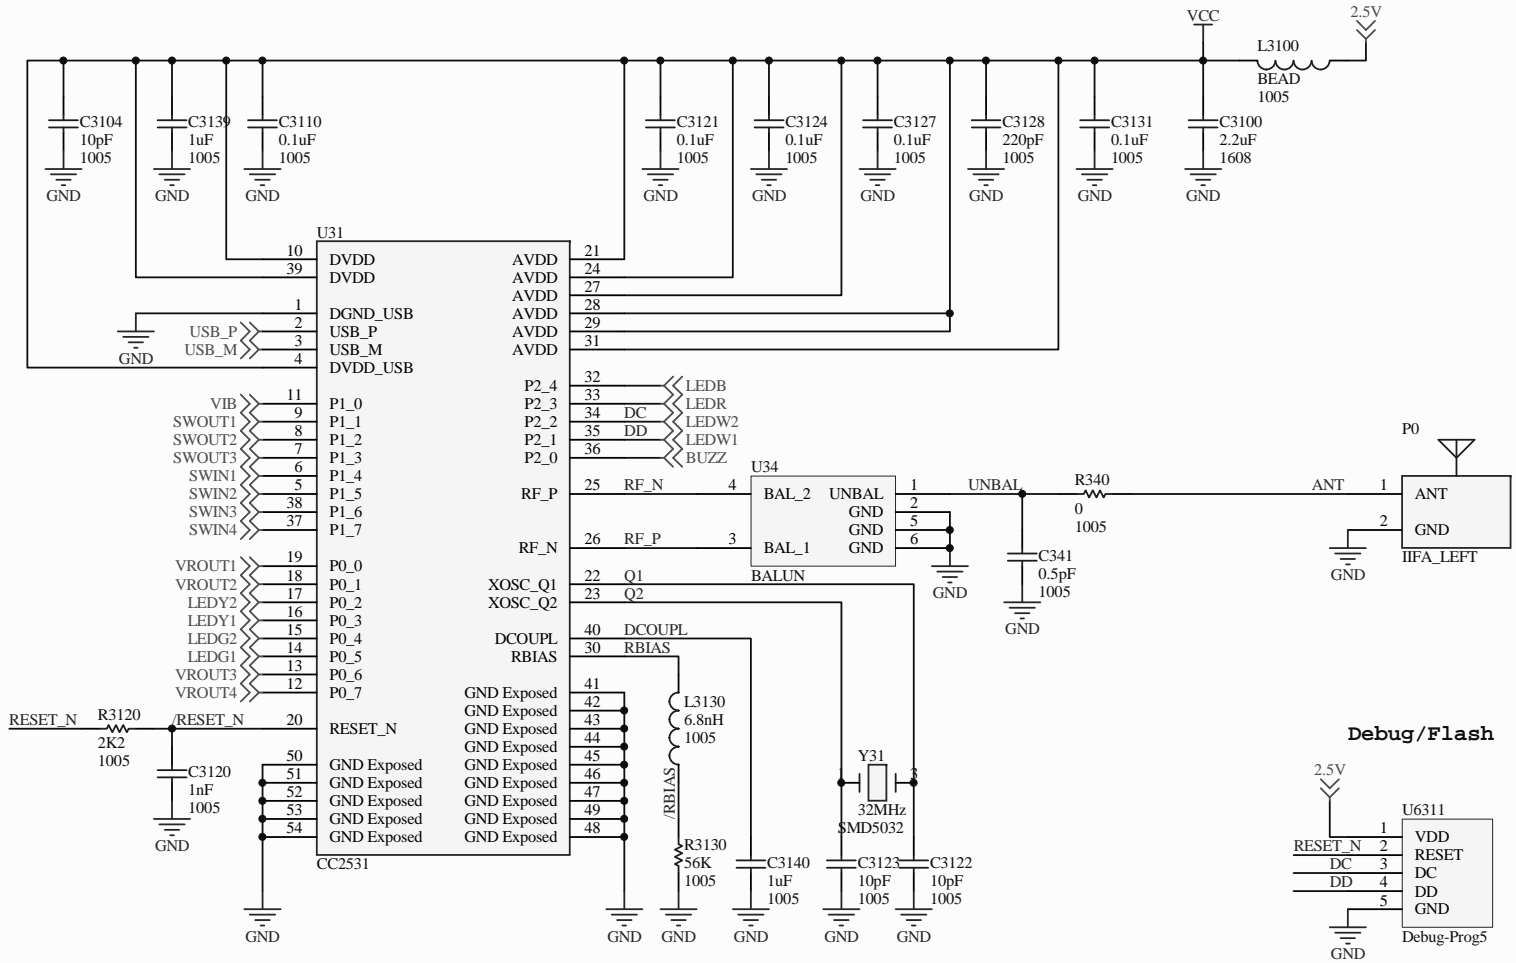 VCC
2.5V
L3100
BEAD
1005
C3104
10pF
1005
GND
C3139
1uF
1005
GND
C3110
0.1uF
1005
GND
C3121
0.1uF
1005
GND
C3124
0.1uF
1005
GND
C3127
0.1uF
1005
GND
C3128
220pF
1005
GND
C3131
0.1uF
1005
GND
C3100
2.2uF
1608
GND
U31
10 DVDD
39 DVDD
1 DGND_USB
GND
USB_P 2 USB_P
USB_M 3 USB_M
4 DVDD_USB
VIB 11 P1_0
SWOUT1 9 P1_1
SWOUT2 8 P1_2
SWOUT3 7 P1_3
SWIN1 6 P1_4
SWIN2 5 P1_5
SWIN3 38 P1_6
SWIN4 37 P1_7
VROUT1 19 P0_0
VROUT2 18 P0_1
LEDY2 17 P0_2
LEDY1 16 P0_3
LEDG2 15 P0_4
LEDG1 14 P0_5
VROUT3 13 P0_6
VROUT4 12 P0_7
RESET_N
R3120
2K2
1005
/RESET_N 20 RESET_N
C3120
1nF
1005
GND
50 GND Exposed
51 GND Exposed
52 GND Exposed
53 GND Exposed
54 GND Exposed
GND
CC2531
AVDD 21
AVDD 24
AVDD 27
AVDD 28
AVDD 29
AVDD 31
P2_4 32 LEDB
P2_3 33 LEDR
P2_2 34 DC LEDW2
P2_1 35 DD LEDW1
P2_0 36 BUZZ
RF_P 25 RF_N
RF_N 26 RF_P
XOSC_Q1 22 Q1
XOSC_Q2 23 Q2
DCOUPL 40 DCOUPL
RBIAS 30 RBIAS
GND Exposed 41
GND Exposed 42
GND Exposed 43
GND Exposed 44
GND Exposed 45
GND Exposed 46
GND Exposed 47
GND Exposed 49
GND Exposed 48
GND
L3130
6.8nH
1005
/RBIAS
R3130
56K
1005
GND
C3140
1uF
1005
GND
U34
4 BAL_2 UNBAL 1
GND 2
GND 5
3 BAL_1 GND 6
BALUN
GND
UNBAL
C341
0.5pF
1005
GND
R340
0
1005
ANT
P0
1 ANT
2 GND
IIFA_LEFT
GND
Y31
1 3
32MHz
SMD5032
C3123
10pF
1005
GND
C3122
10pF
1005
GND
Debug/Flash
2.5V
U6311
1 VDD
RESET_N 2 RESET
DC 3 DC
DD 4 DD
5 GND
Debug-Prog5
GND